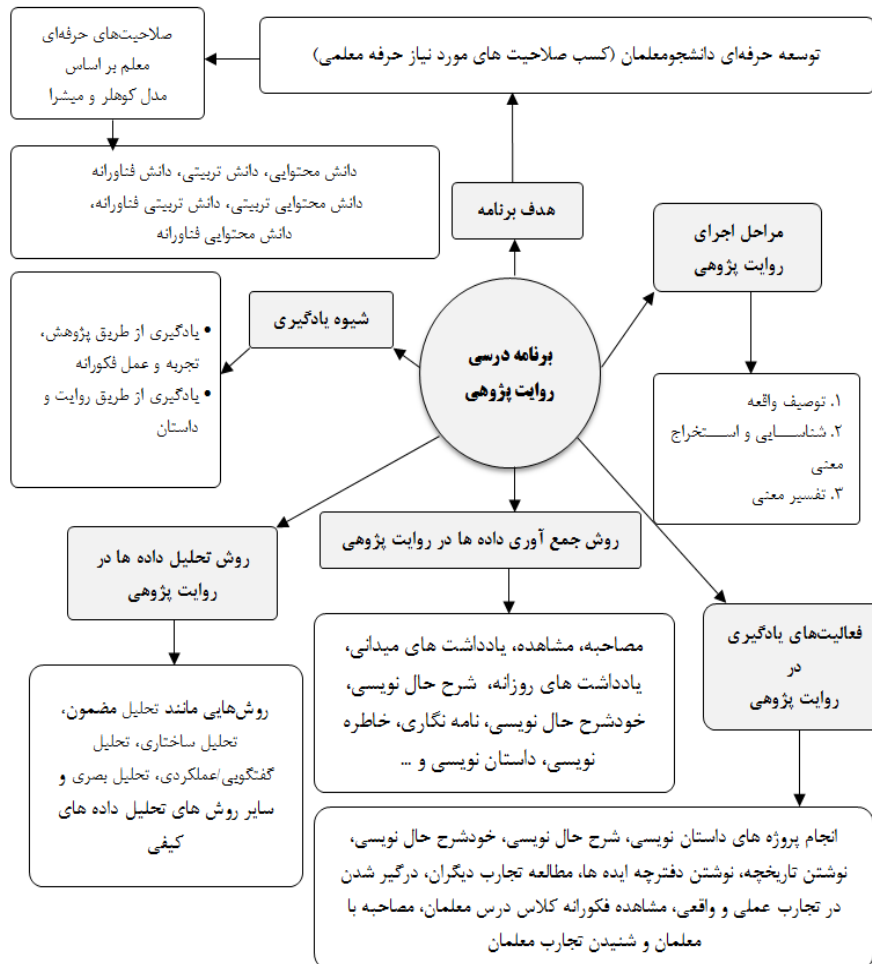 توسعه حرفه‌ای دانشجومعلمان (کسب صلاحیت های مورد نیاز حرفه معلمی)
صلاحیت‌های حرفه‌ای
معلم بر اساس
مدل کوهلر و میشرا
دانش محتوایی، دانش تربیتی، دانش فناورانه
دانش محتوایی تربیتی، دانش تربیتی فناورانه،
دانش محتوایی فناورانه
هدف برنامه
مراحل اجرای
روایت پژوهی
۱. توصیف واقعه
۲. شناسایی و استخراج
معنی
۳. تفسیر معنی
برنامه درسی
روایت پژوهی
شیوه یادگیری
• یادگیری از طریق پژوهش،
تجربه و عمل فکورانه
• یادگیری از طریق روایت و
داستان
روش جمع آوری داده ها در روایت پژوهی
مصاحبه، مشاهده، یادداشت های میدانی،
یادداشت های روزانه، شرح حال نویسی،
خودشرح حال نویسی، نامه نگاری، خاطره
نویسی، داستان نویسی و ...
روش تحلیل داده ها در
روایت پژوهی
روش‌هایی مانند تحلیل مضمون،
تحلیل ساختاری، تحلیل
گفتگویی/عملکردی، تحلیل بصری و
سایر روش های تحلیل داده های
کیفی
فعالیت‌های یادگیری
در
روایت پژوهی
انجام پروژه های داستان نویسی، شرح حال نویسی، خودشرح حال نویسی،
نوشتن تاریخچه، نوشتن دفترچه ایده ها، مطالعه تجارب دیگران، درگیر شدن
در تجارب عملی و واقعی، مشاهده فکورانه کلاس درس معلمان، مصاحبه با
معلمان و شنیدن تجارب معلمان